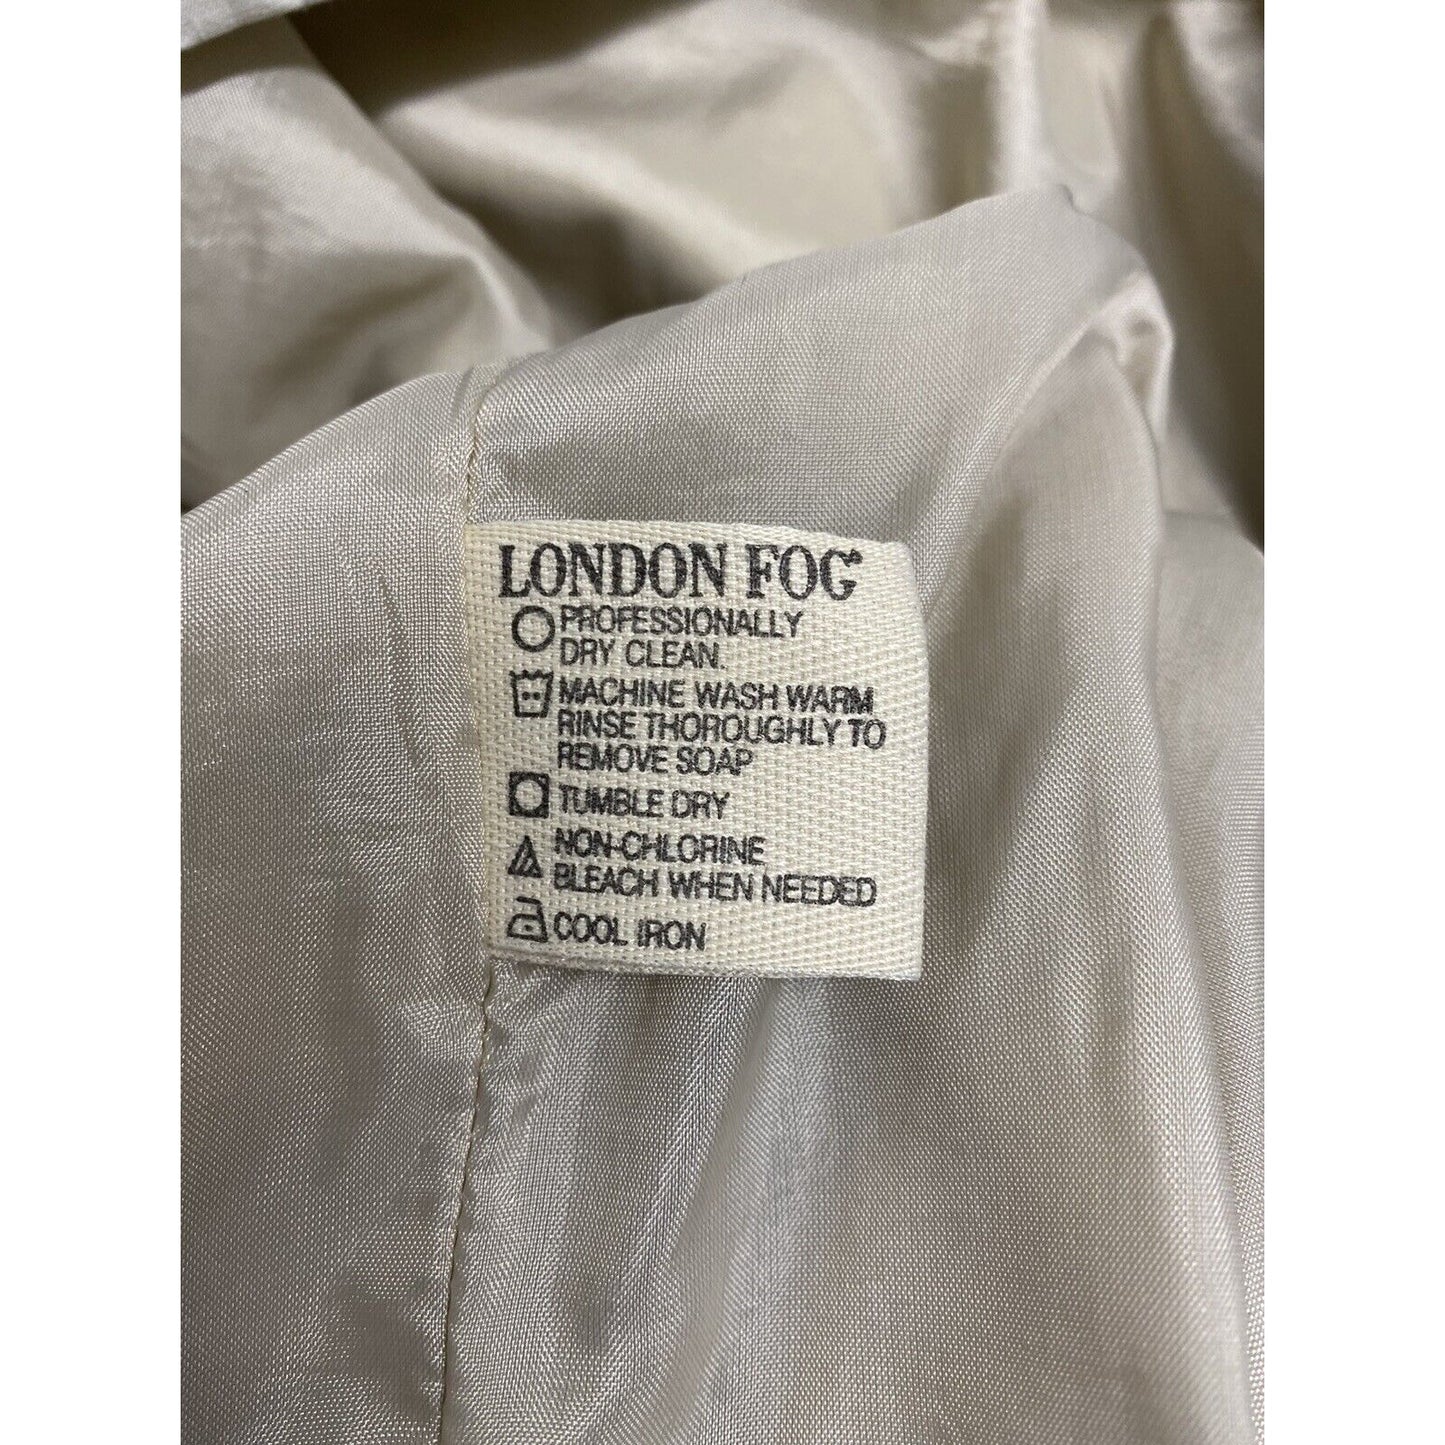 LONDON FOG
PROFESSIONALLY
DRY CLEAN.
MACHINE WASH WARM
RINSE THOROUGHLY TO
REMOVE SOAP
TUMBLE DRY
NON-CHLORINE
BLEACH WHEN NEEDED
COOL IRON